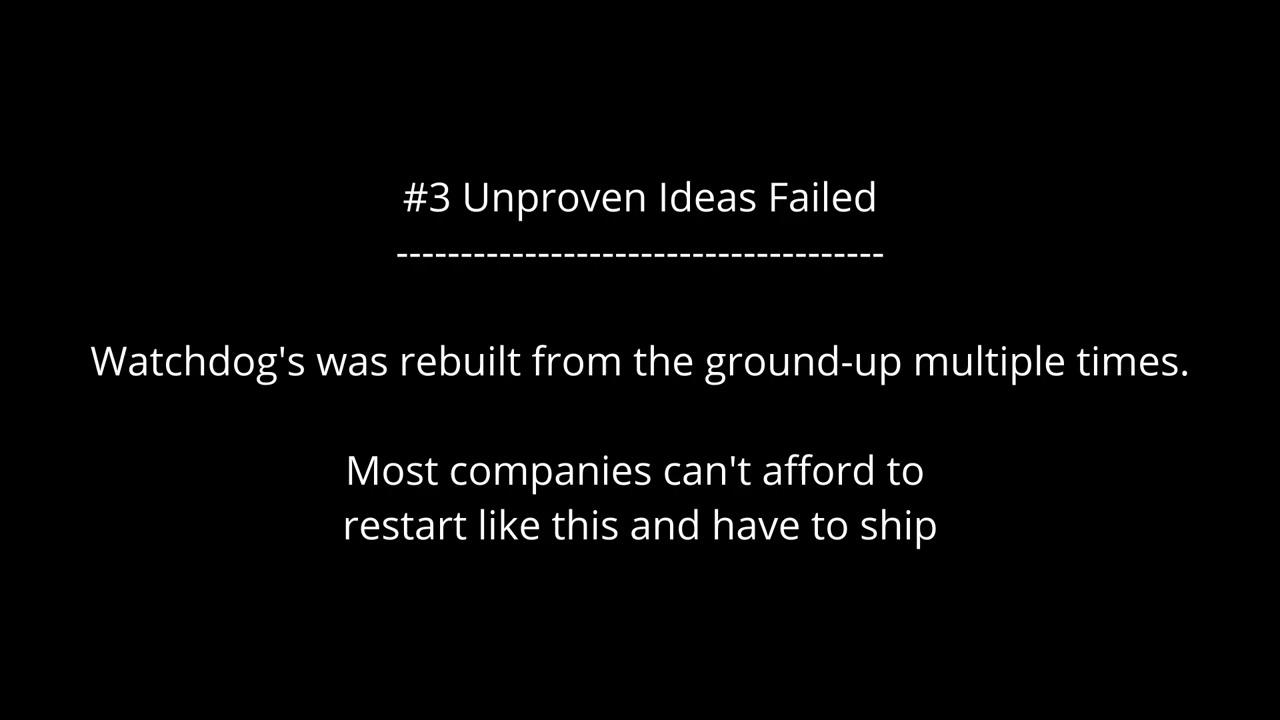 #3 Unproven Ideas Failed
--------------------------------------
Watchdog's was rebuilt from the ground-up multiple times.
Most companies can't afford to
restart like this and have to ship